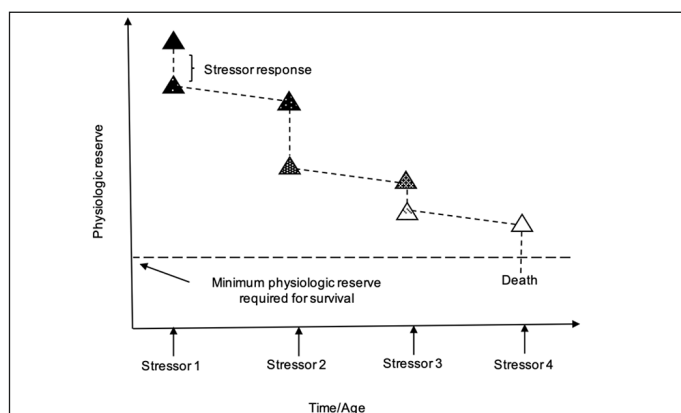 Physiologic reserve
Stressor response
Minimum physiologic reserve
required for survival
Death
Stressor 1
Stressor 2
Stressor 3
Stressor 4
Time/Age